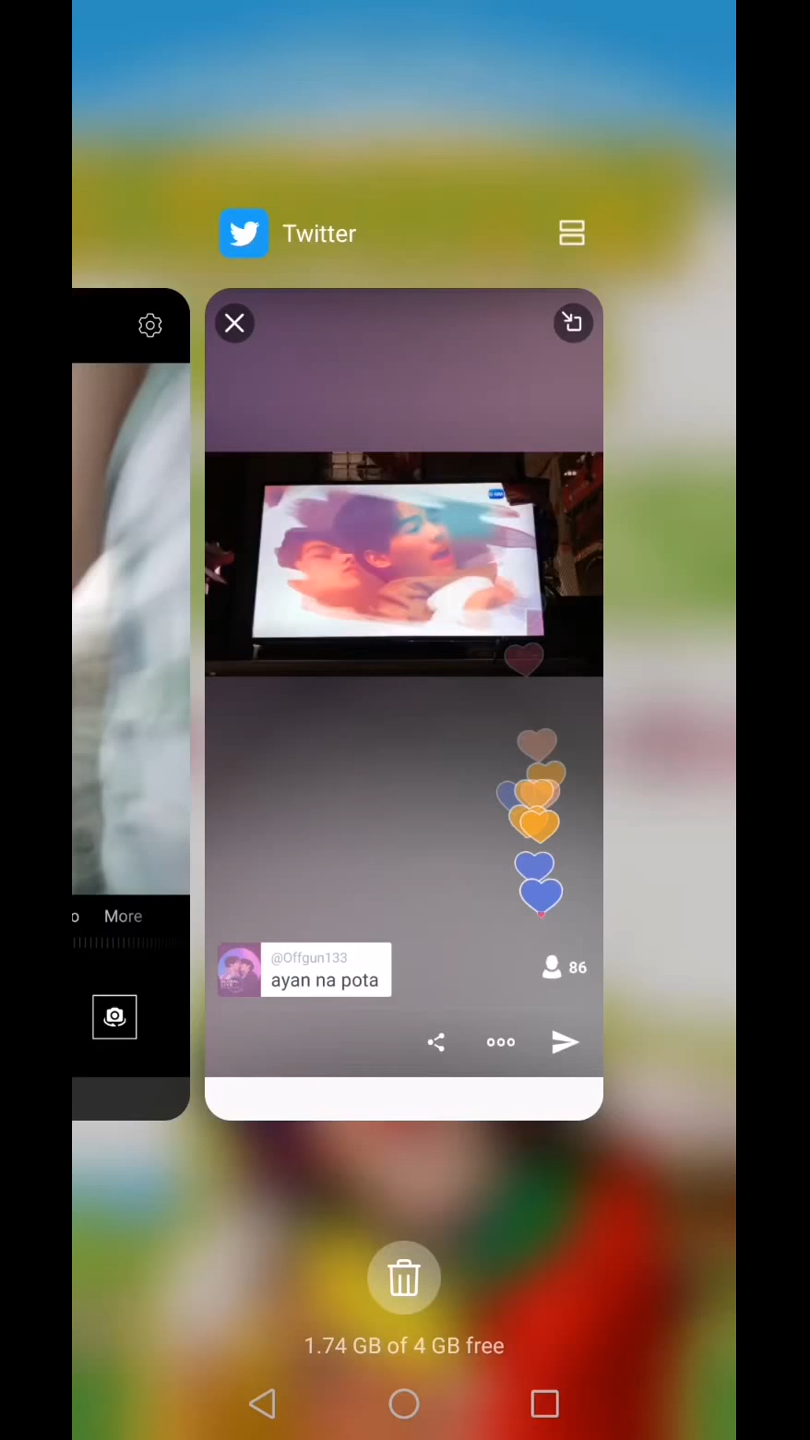 Twitter
o
More
@Offgun133
ayan na pota
86
1.74 GB of 4 GB free